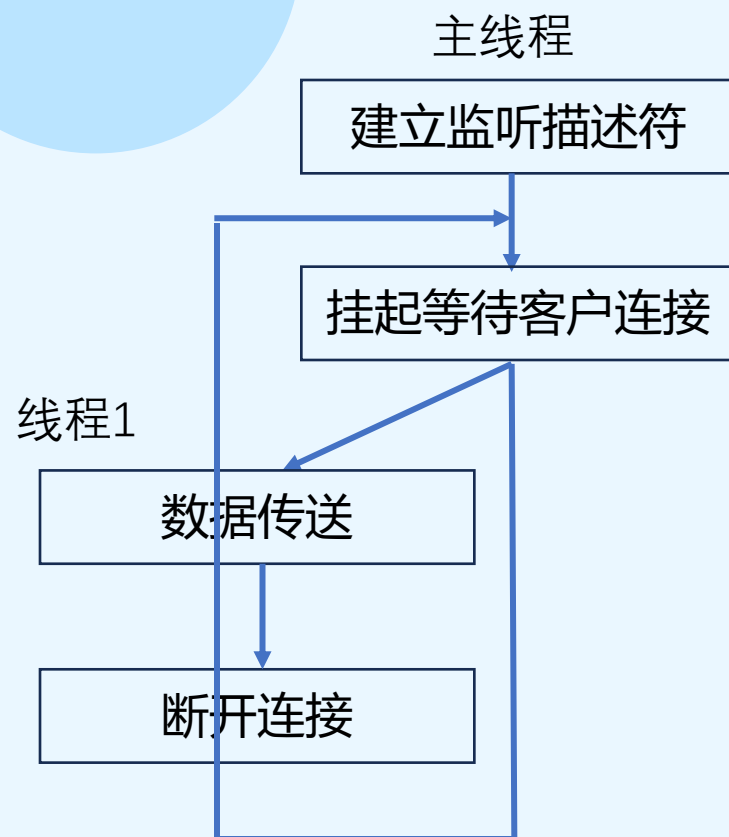 主线程
建立监听描述符
挂起等待客户连接
线程1
数据传送
断开连接